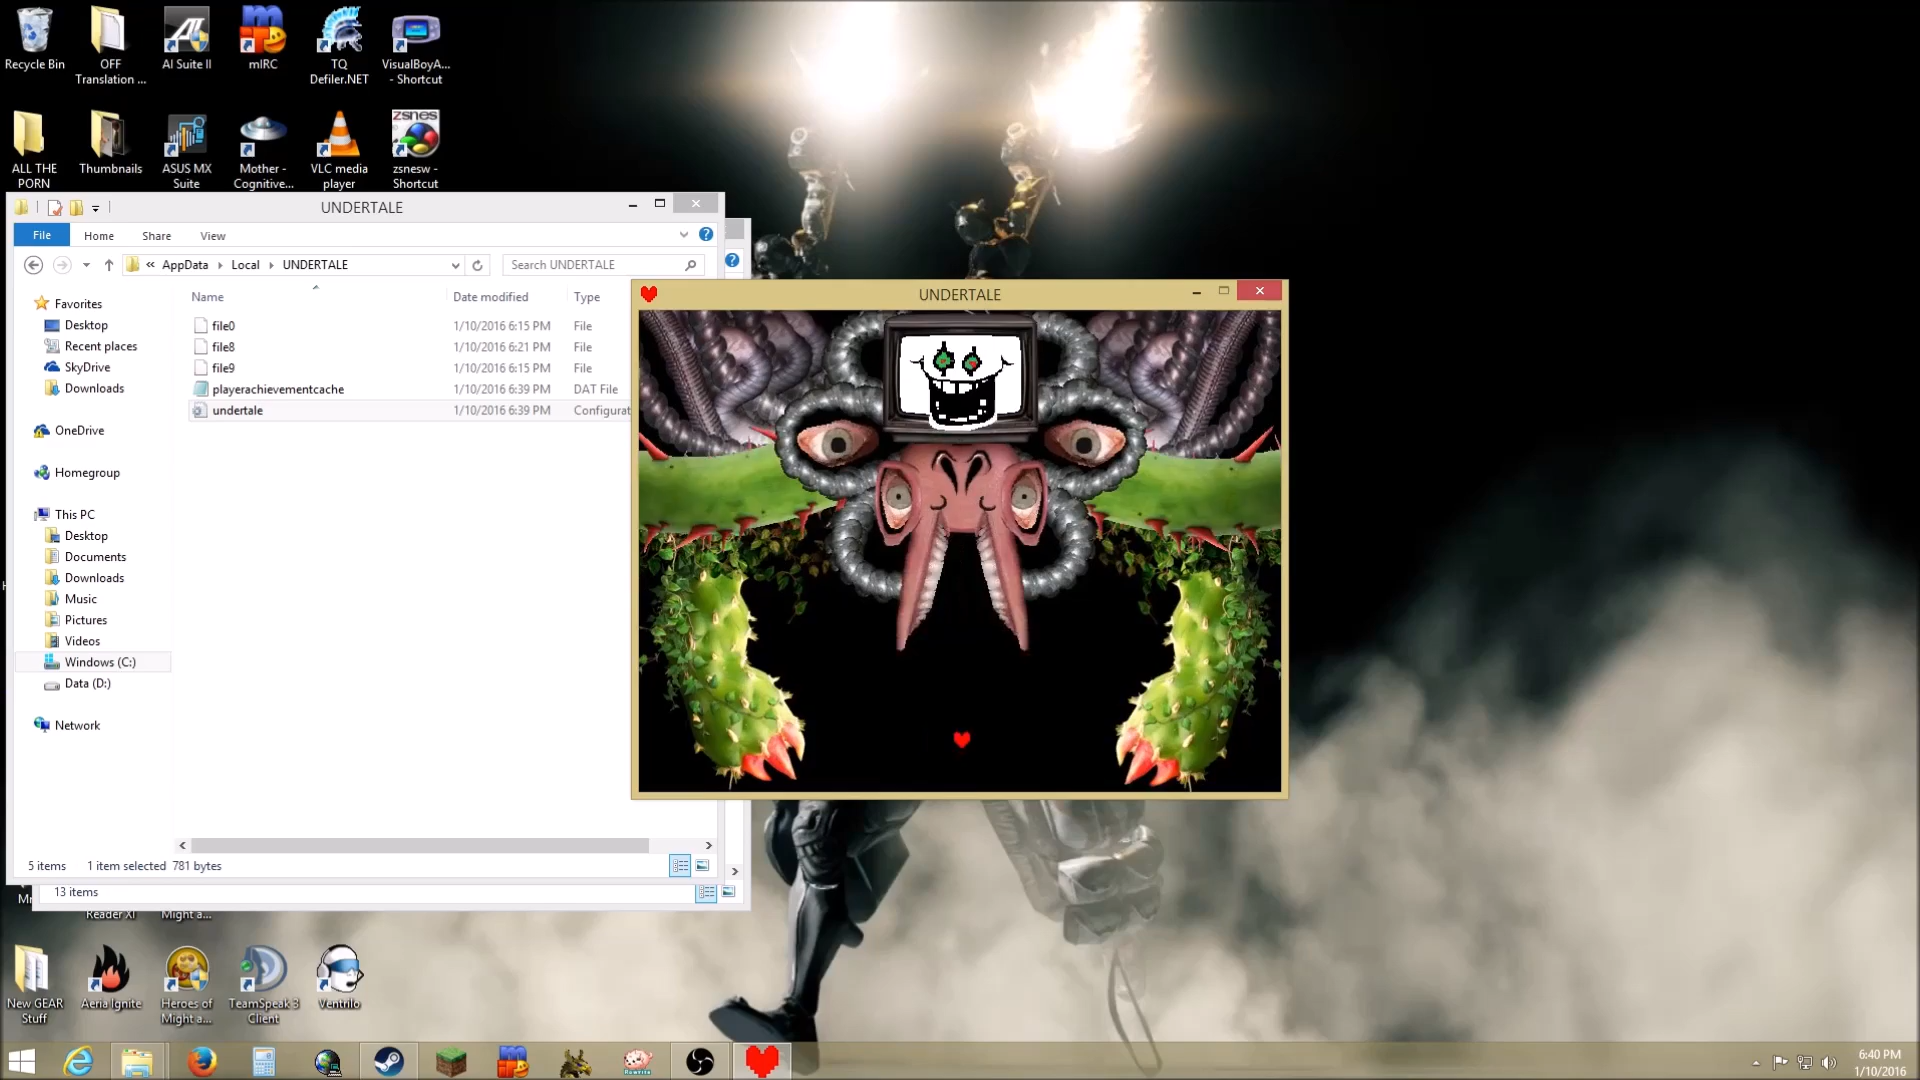 Recycle Bin
OFF Translation ...
AI Suite II
mIRC
TQ Defiler.NET
VisualBoyA... - Shortcut
ALL THE PORN
Thumbnails
ASUS MX Suite
Mother - Cognitive...
VLC media player
zsnes
zsnesw - Shortcut
UNDERTALE
File Home Share View
« AppData Local UNDERTALE
Search UNDERTALE
Name Date modified Type
file0 1/10/2016 6:15 PM File
file8 1/10/2016 6:21 PM File
file9 1/10/2016 6:15 PM File
playerachievementcache 1/10/2016 6:39 PM DAT File
undertale 1/10/2016 6:39 PM Configurat
Favorites
Desktop
Recent places
SkyDrive
Downloads
OneDrive
Homegroup
This PC
Desktop
Documents
Downloads
Music
Pictures
Videos
Windows (C:)
Data (D:)
Network
5 items 1 item selected 781 bytes
13 items
UNDERTALE
Reader XI
Might a...
New GEAR Stuff
Aeria Ignite
Heroes of Might a...
TeamSpeak 3 Client
Ventrilo
6:40 PM
1/10/2016